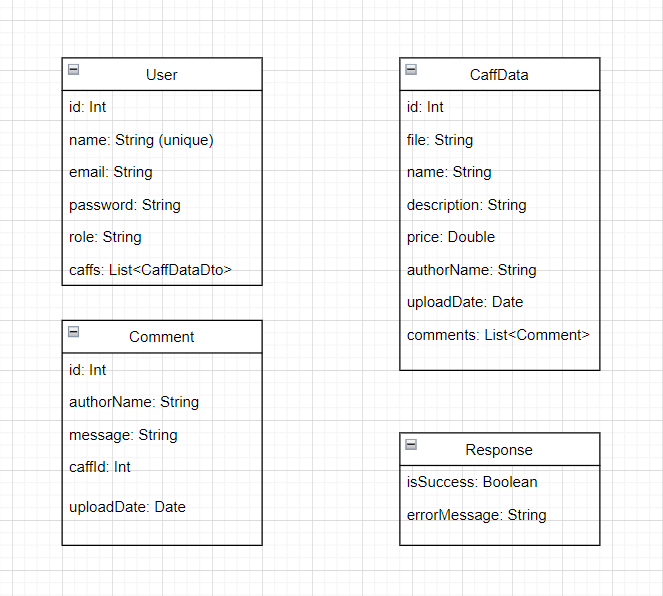 User
id: Int
name: String (unique)
email: String
password: String
role: String
caffs: List<CaffDataDto>
Comment
id: Int
authorName: String
message: String
caffId: Int
uploadDate: Date
CaffData
id: Int
file: String
name: String
description: String
price: Double
authorName: String
uploadDate: Date
comments: List<Comment>
Response
isSuccess: Boolean
errorMessage: String